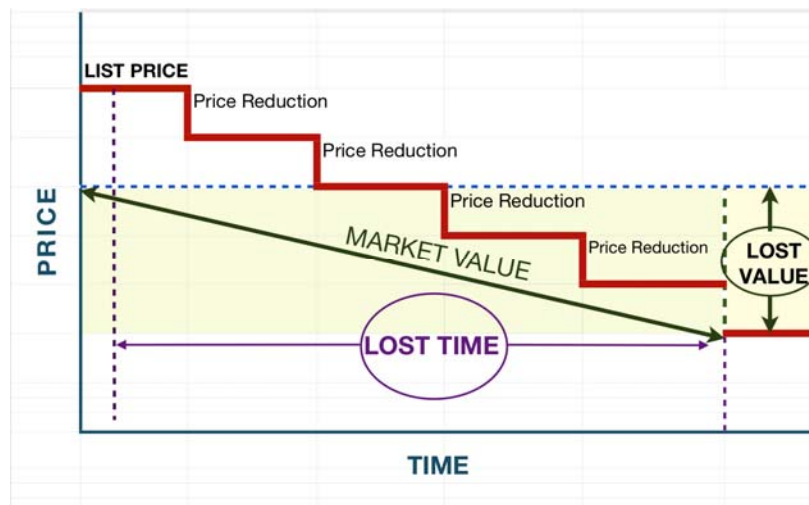 LIST PRICE
Price Reduction
Price Reduction
Price Reduction
Price Reduction
PRICE
MARKET VALUE
LOST
VALUE
LOST TIME
TIME